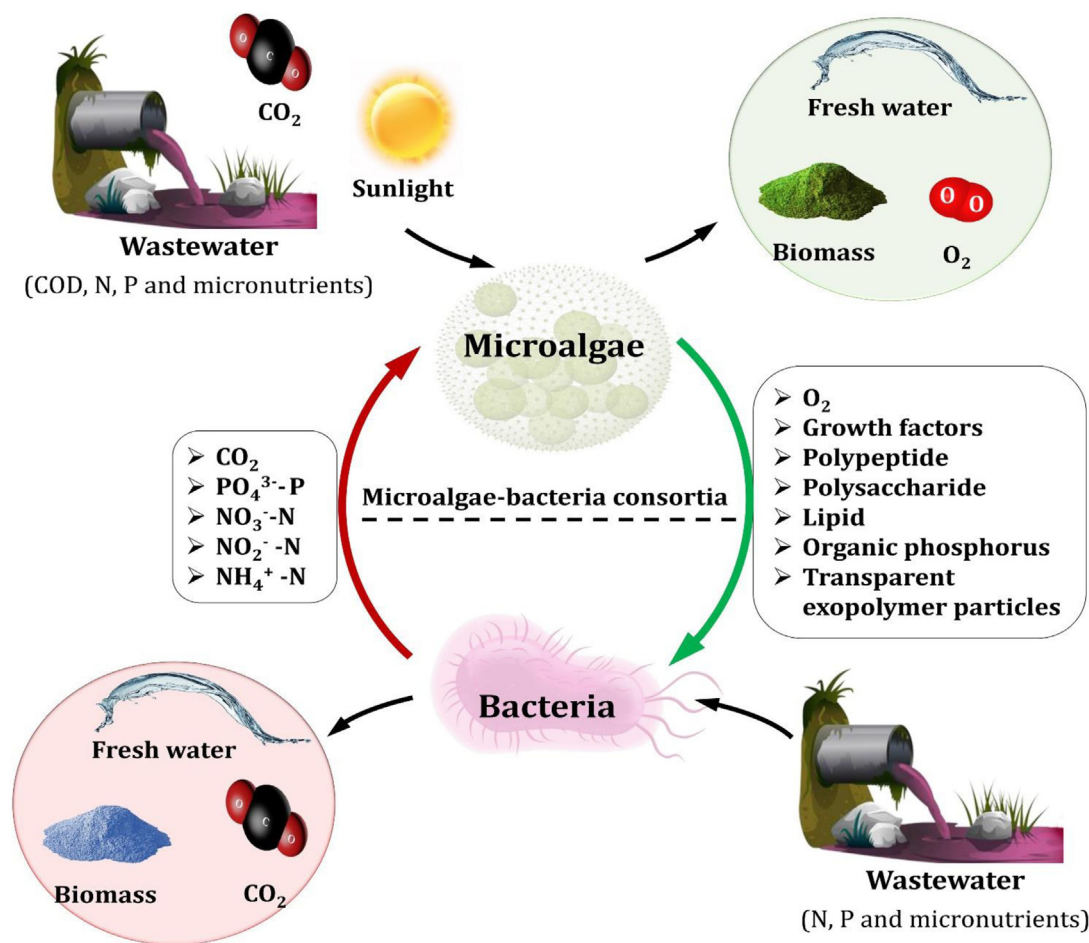 O C O
CO₂
Sunlight
Wastewater
(COD, N, P and micronutrients)
Fresh water
O O
Biomass
O₂
Microalgae
➢ CO₂
➢ PO₄³⁻-P
➢ NO₃⁻-N
➢ NO₂⁻ -N
➢ NH₄⁺ -N
Microalgae-bacteria consortia
➢ O₂
➢ Growth factors
➢ Polypeptide
➢ Polysaccharide
➢ Lipid
➢ Organic phosphorus
➢ Transparent
exopolymer particles
Bacteria
Fresh water
O C O
Biomass
CO₂
Wastewater
(N, P and micronutrients)